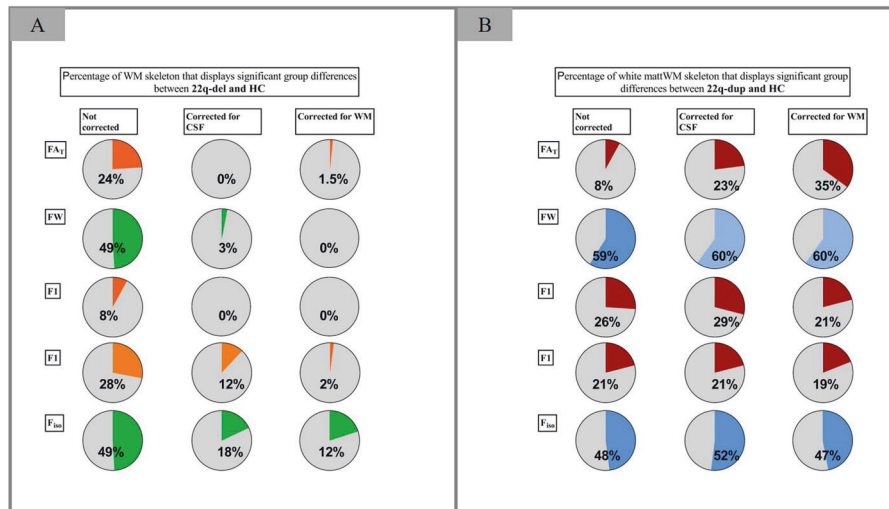 A
Percentage of WM skeleton that displays significant group differences
between 22q-del and HC
Not
corrected
Corrected for
CSF
Corrected for WM
FA_T
24%
0%
1.5%
FW
49%
3%
0%
F1
8%
0%
0%
F1
28%
12%
2%
F_iso
49%
18%
12%
B
Percentage of white mattWM skeleton that displays significant group
differences between 22q-dup and HC
Not
corrected
Corrected for
CSF
Corrected for WM
FA_T
8%
23%
35%
FW
59%
60%
60%
F1
26%
29%
21%
F1
21%
21%
19%
F_iso
48%
52%
47%